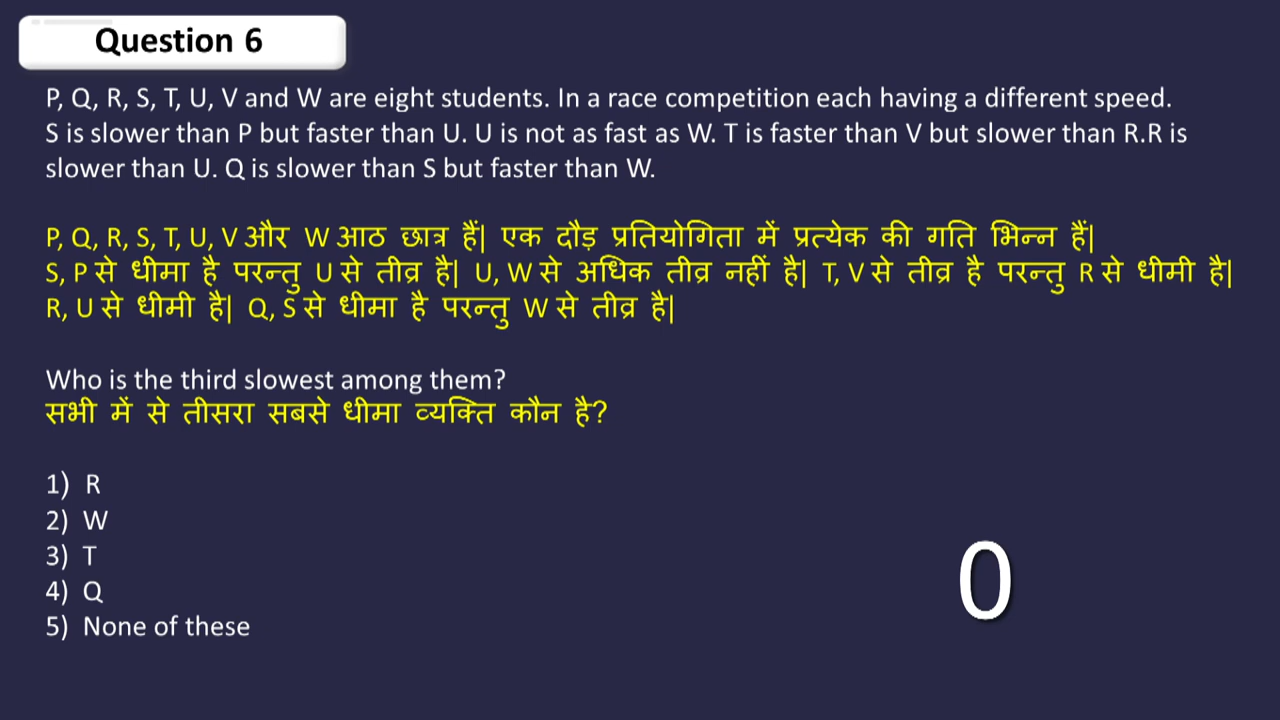 Question 6
P, Q, R, S, T, U, V and W are eight students. In a race competition each having a different speed.
S is slower than P but faster than U. U is not as fast as W. T is faster than V but slower than R.R is
slower than U. Q is slower than S but faster than W.
P, Q, R, S, T, U, V और W आठ छात्र हैं| एक दौड़ प्रतियोगिता में प्रत्येक की गति भिन्न हैं|
S, P से धीमा है परन्तु U से तीव्र है| U, W से अधिक तीव्र नहीं है| T, V से तीव्र है परन्तु R से धीमी है|
R, U से धीमी है| Q, S से धीमा है परन्तु W से तीव्र है|
Who is the third slowest among them?
सभी में से तीसरा सबसे धीमा व्यक्ति कौन है?
1) R
2) W
3) T
4) Q
5) None of these
0